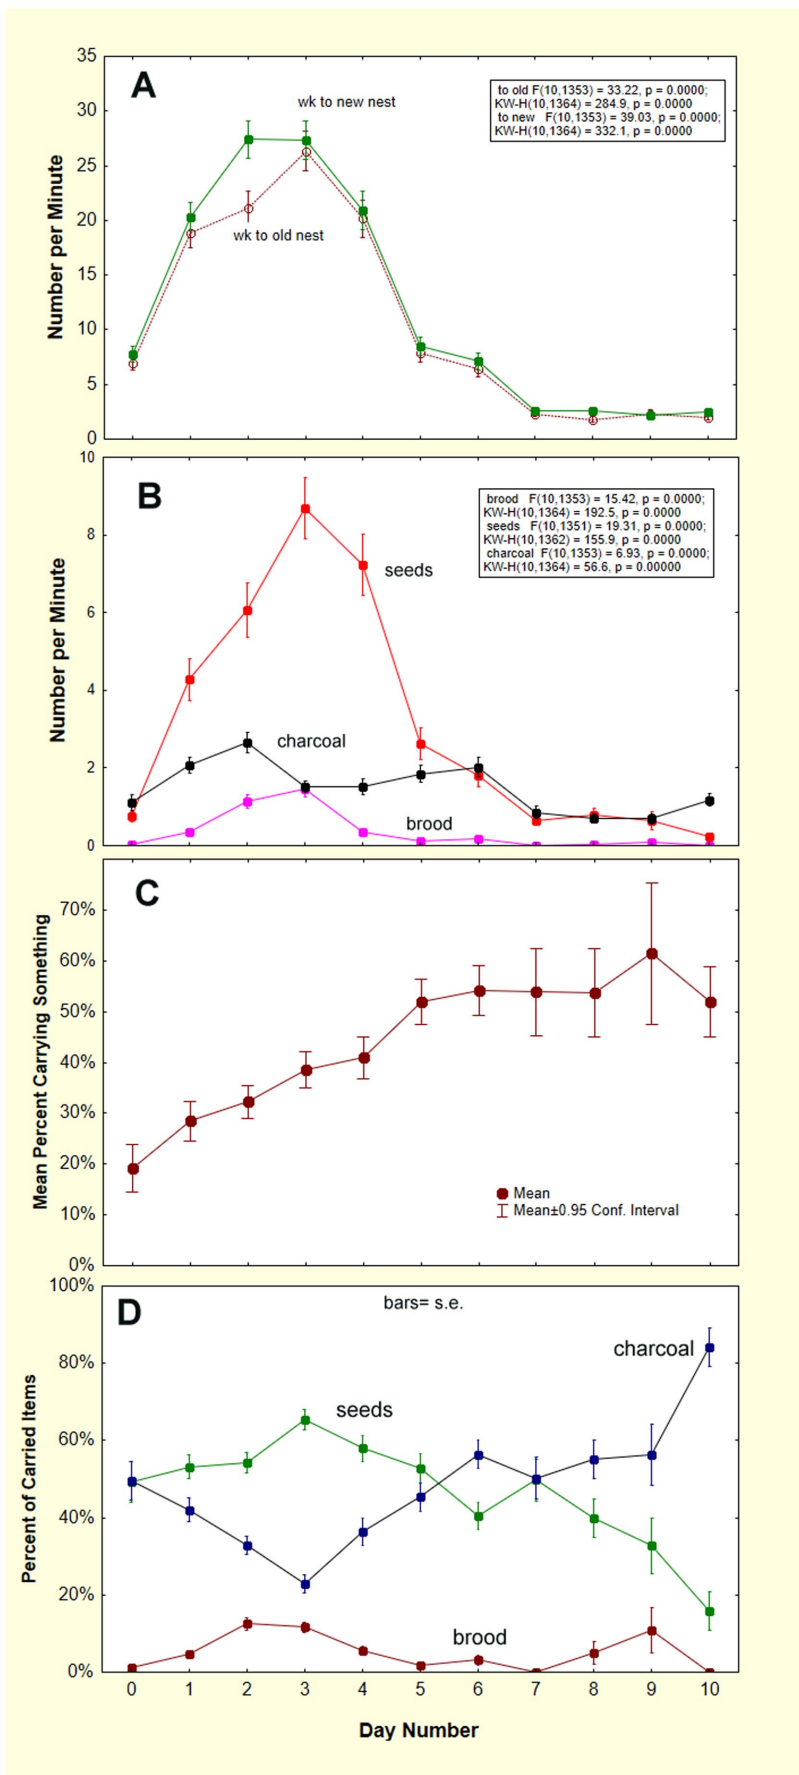 A
wk to new nest
wk to old nest
to old F(10,1353) = 33.22, p = 0.0000;
KW-H(10,1364) = 284.9, p = 0.0000
to new F(10,1353) = 39.03, p = 0.0000;
KW-H(10,1364) = 332.1, p = 0.0000
Number per Minute
35
30
25
20
15
10
5
0
B
brood F(10,1353) = 15.42, p = 0.0000;
KW-H(10,1364) = 192.5, p = 0.0000
seeds F(10,1351) = 19.31, p = 0.0000;
KW-H(10,1362) = 155.9, p = 0.0000
charcoal F(10,1353) = 6.93, p = 0.0000;
KW-H(10,1364) = 56.6, p = 0.00000
seeds
charcoal
brood
Number per Minute
10
8
6
4
2
0
C
Mean Percent Carrying Something
70%
60%
50%
40%
30%
20%
10%
0%
Mean
Mean±0.95 Conf. Interval
D
bars= s.e.
charcoal
seeds
brood
Percent of Carried Items
100%
80%
60%
40%
20%
0%
0 1 2 3 4 5 6 7 8 9 10
Day Number